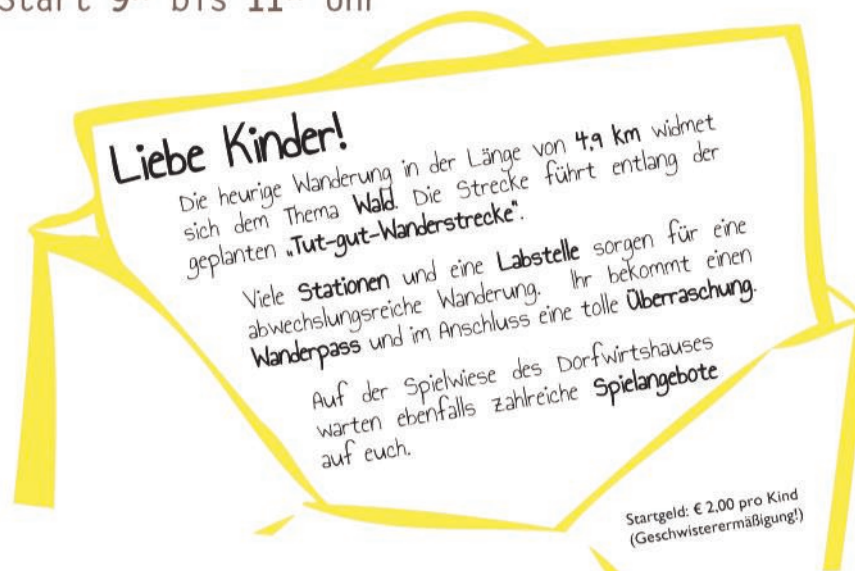 Start 9 bis 11 Uhr
Liebe Kinder!
Die heurige Wanderung in der Länge von 4,9 km widmet
sich dem Thema Wald. Die Strecke führt entlang der
geplanten „Tut-gut-Wanderstrecke".
Viele Stationen und eine Labstelle sorgen für eine
abwechslungsreiche Wanderung. Ihr bekommt einen
Wanderpass und im Anschluss eine tolle Überraschung.
Auf der Spielwiese des Dorfwirtshauses
warten ebenfalls zahlreiche Spielangebote
auf euch.
Startgeld: € 2,00 pro Kind
(Geschwisterermäßigung!)